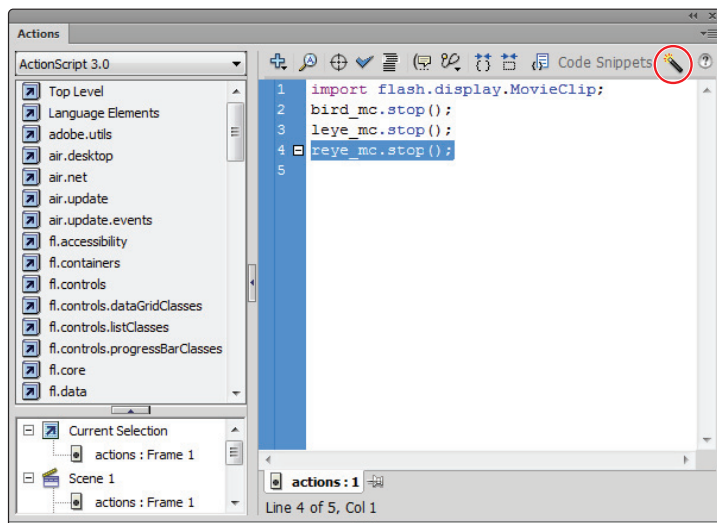 Actions
ActionScript 3.0
Code Snippets
Top Level
Language Elements
adobe.utils
air.desktop
air.net
air.update
air.update.events
fl.accessibility
fl.containers
fl.controls
fl.controls.dataGridClasses
fl.controls.listClasses
fl.controls.progressBarClasses
fl.core
fl.data
Current Selection
actions : Frame 1
Scene 1
actions : Frame 1
1 import flash.display.MovieClip;
2 bird_mc.stop();
3 leye_mc.stop();
4 reye_mc.stop();
5
actions : 1
Line 4 of 5, Col 1